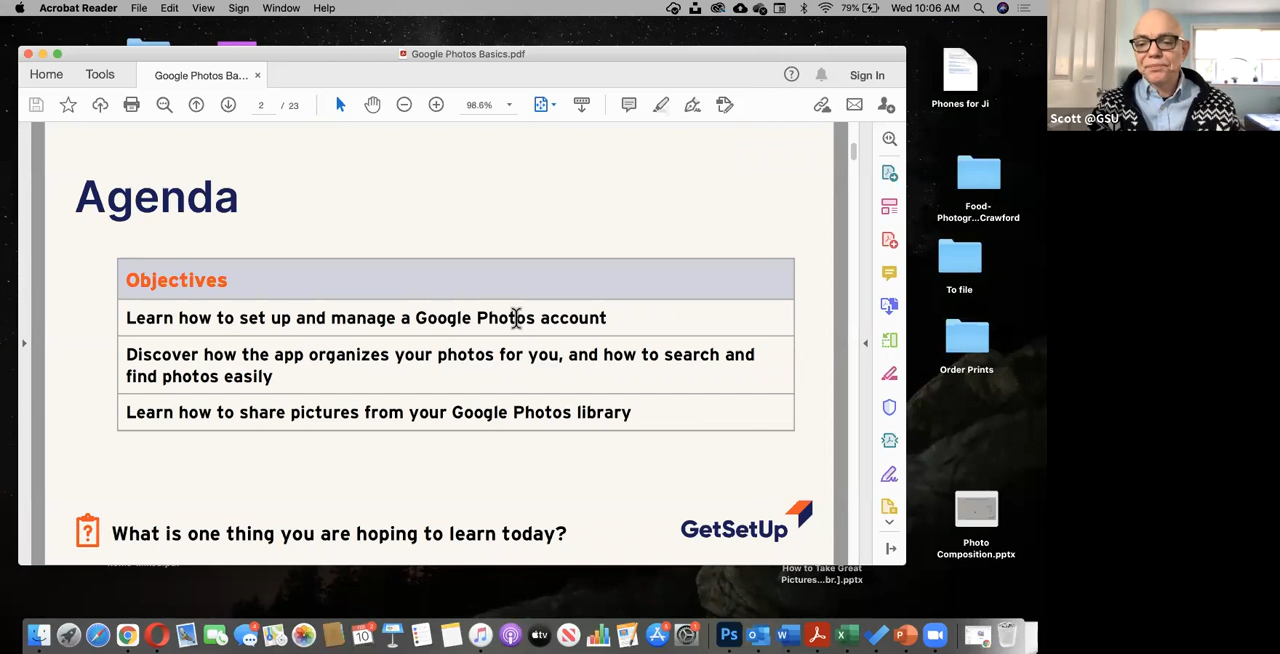 Acrobat Reader File Edit View Sign Window Help
79% Wed 10:06 AM
Google Photos Basics.pdf
Home Tools Google Photos Ba... × Sign In
2 / 23 98.6%
Agenda
Objectives
Learn how to set up and manage a Google Photos account
Discover how the app organizes your photos for you, and how to search and
find photos easily
Learn how to share pictures from your Google Photos library
What is one thing you are hoping to learn today?
GetSetUp
Scott @GSU
Phones for Ji
Food-
Photogr...Crawford
To file
Order Prints
Photo
Composition.pptx
How to Take Great
Pictures...br.].pptx
FEB
10
tv
Ps